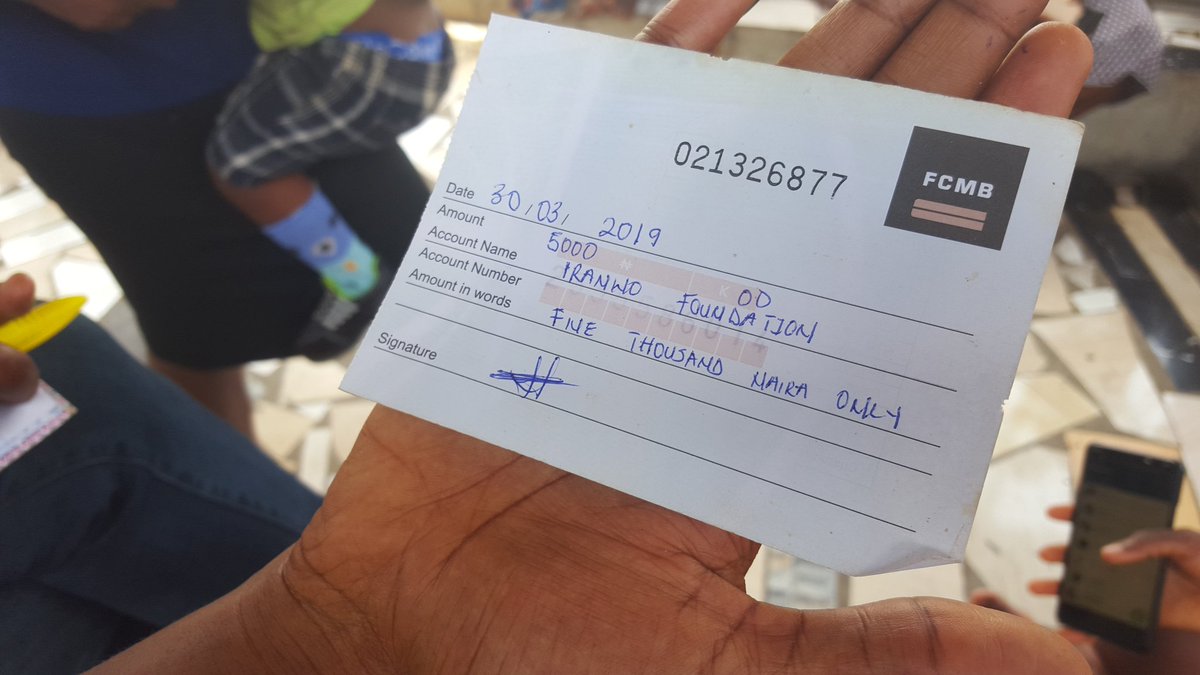 021326877
FCMB
Date 30/03/2019
Amount 5000 # K 00
Account Name IRANWO FOUNDATION
Account Number
Amount in words FIVE THOUSAND NAIRA ONLY
Signature